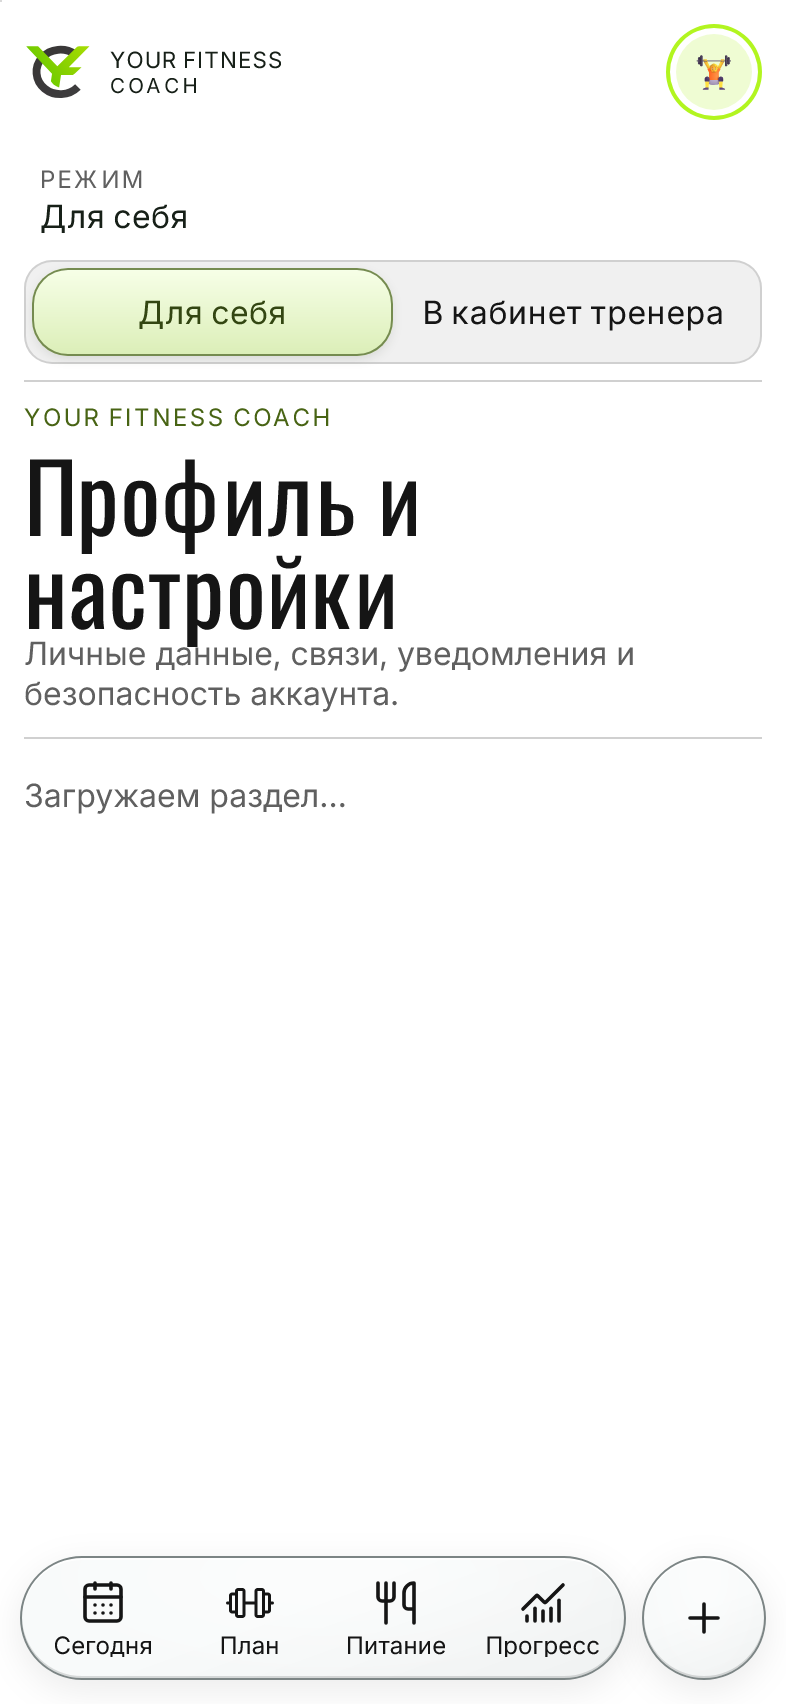 YOUR FITNESS
COACH
РЕЖИМ
Для себя
Для себя
В кабинет тренера
YOUR FITNESS COACH
Профиль и
настройки
Личные данные, связи, уведомления и
безопасность аккаунта.
Загружаем раздел...
Сегодня
План
Питание
Прогресс